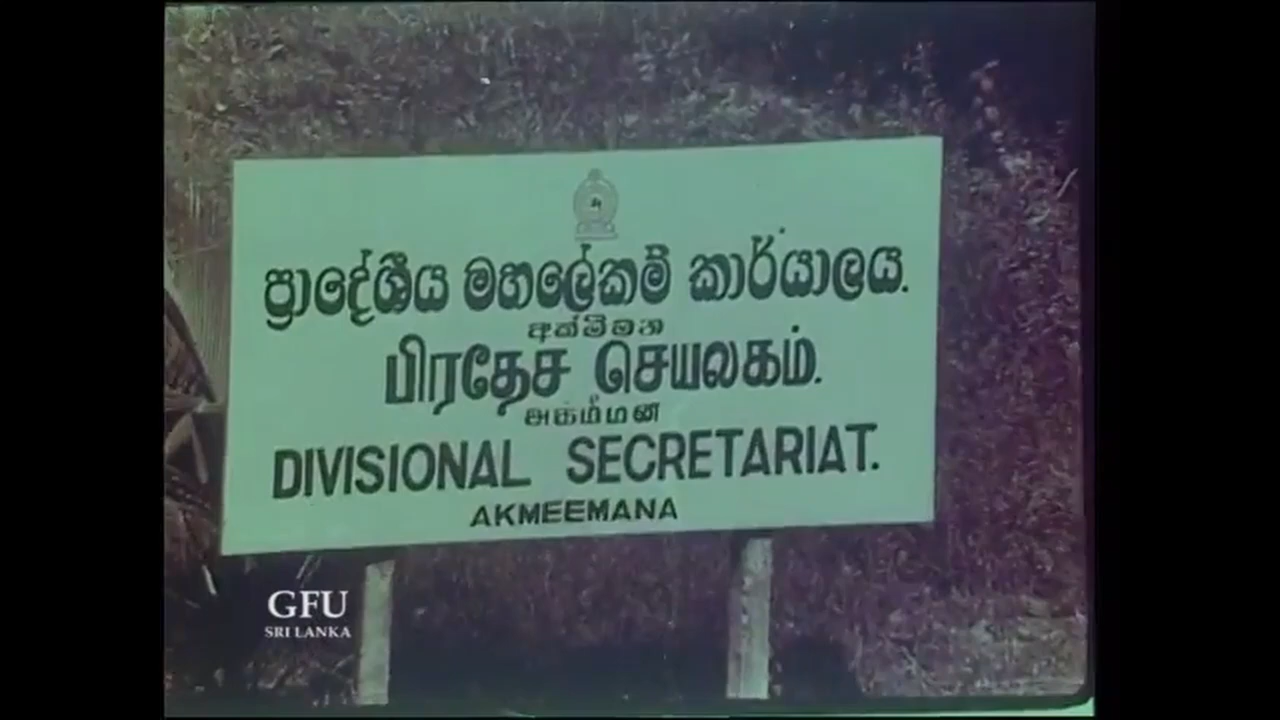 ප්‍රාදේශීය මහලේකම් කාර්යාලය.
අක්මීමන
பிரதேச செயலகம்.
அக்மீமன
DIVISIONAL SECRETARIAT.
AKMEEMANA
GFU
SRI LANKA